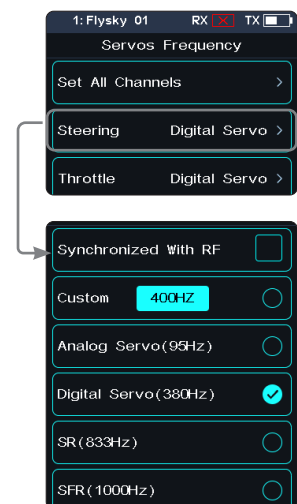 1: Flysky 01 RX TX
Servos Frequency
Set All Channels >
Steering Digital Servo >
Throttle Digital Servo >
Synchronized With RF
Custom 400HZ
Analog Servo(95Hz)
Digital Servo(380Hz)
SR(833Hz)
SFR(1000Hz)